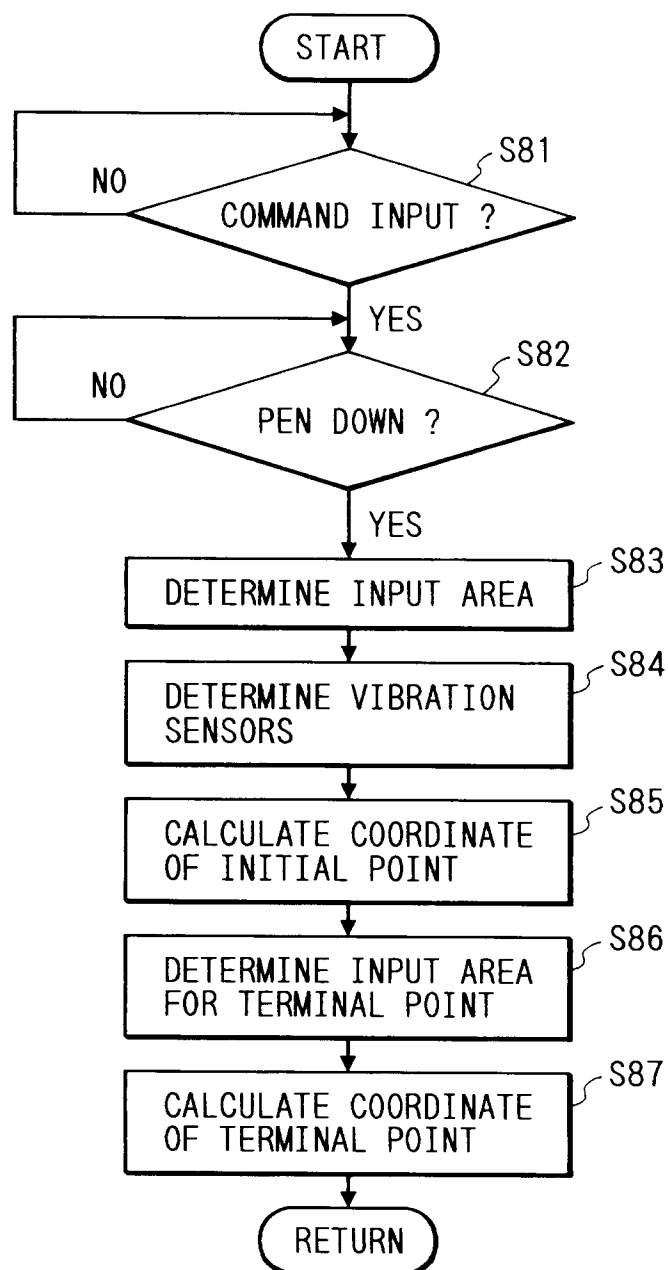 START
S81
NO
COMMAND INPUT ?
YES
S82
NO
PEN DOWN ?
YES
S83
DETERMINE INPUT AREA
S84
DETERMINE VIBRATION
SENSORS
S85
CALCULATE COORDINATE
OF INITIAL POINT
S86
DETERMINE INPUT AREA
FOR TERMINAL POINT
S87
CALCULATE COORDINATE
OF TERMINAL POINT
RETURN